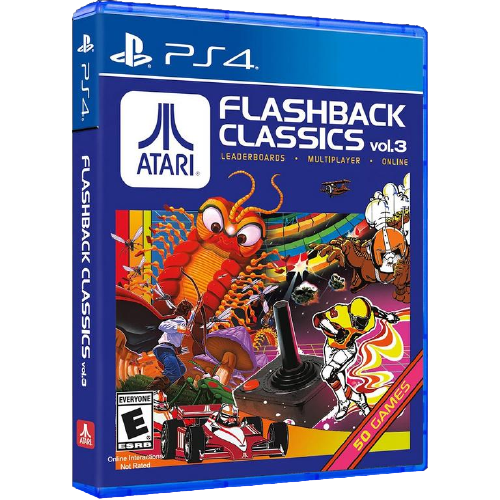 PS4
PS4
ATARI
FLASHBACK
CLASSICS vol.3
LEADERBOARDS • MULTIPLAYER • ONLINE
FLASHBACK CLASSICS vol.3
50 GAMES
EVERYONE
E
ESRB
Online Interactions
Not Rated
ATARI